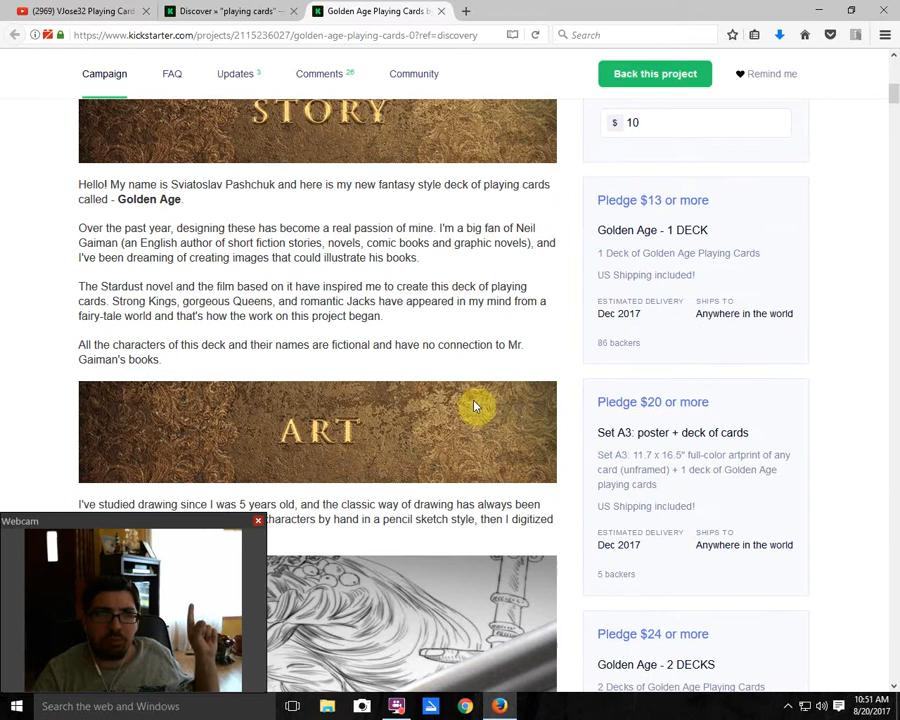 (2969) VJose32 Playing Card
Discover » "playing cards" —
Golden Age Playing Cards b
https://www.kickstarter.com/projects/2115236027/golden-age-playing-cards-0?ref=discovery
Search
Campaign
FAQ
Updates 3
Comments 26
Community
Back this project
Remind me
STORY
Hello! My name is Sviatoslav Pashchuk and here is my new fantasy style deck of playing cards
called - Golden Age.
Over the past year, designing these has become a real passion of mine. I'm a big fan of Neil
Gaiman (an English author of short fiction stories, novels, comic books and graphic novels), and
I've been dreaming of creating images that could illustrate his books.
The Stardust novel and the film based on it have inspired me to create this deck of playing
cards. Strong Kings, gorgeous Queens, and romantic Jacks have appeared in my mind from a
fairy-tale world and that's how the work on this project began.
All the characters of this deck and their names are fictional and have no connection to Mr.
Gaiman's books.
ART
I've studied drawing since I was 5 years old, and the classic way of drawing has always been
characters by hand in a pencil sketch style, then I digitized
$ 10
Pledge $13 or more
Golden Age - 1 DECK
1 Deck of Golden Age Playing Cards
US Shipping included!
ESTIMATED DELIVERY SHIPS TO
Dec 2017 Anywhere in the world
86 backers
Pledge $20 or more
Set A3: poster + deck of cards
Set A3: 11.7 x 16.5" full-color artprint of any
card (unframed) + 1 deck of Golden Age
playing cards
US Shipping included!
ESTIMATED DELIVERY SHIPS TO
Dec 2017 Anywhere in the world
5 backers
Pledge $24 or more
Golden Age - 2 DECKS
2 Decks of Golden Age Playing Cards
Webcam
Search the web and Windows
10:51 AM
8/20/2017